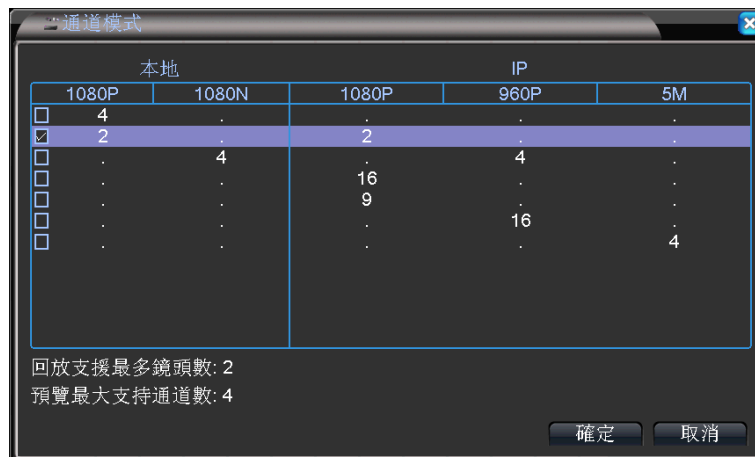 通道模式
本地 IP
1080P 1080N 1080P 960P 5M
4 . . . .
2 . 2 . .
. 4 . 4 .
. . 16 . .
. . 9 . .
. . . 16 .
. . . . 4
回放支援最多鏡頭數: 2
預覽最大支持通道數: 4
確定 取消